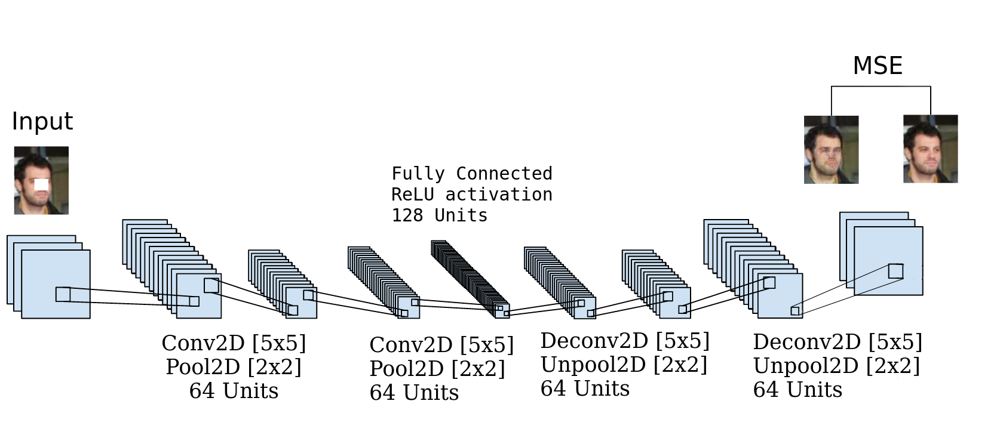 Input
Fully Connected
ReLU activation
128 Units
MSE
Conv2D [5x5]
Pool2D [2x2]
64 Units
Conv2D [5x5]
Pool2D [2x2]
64 Units
Deconv2D [5x5]
Unpool2D [2x2]
64 Units
Deconv2D [5x5]
Unpool2D [2x2]
64 Units